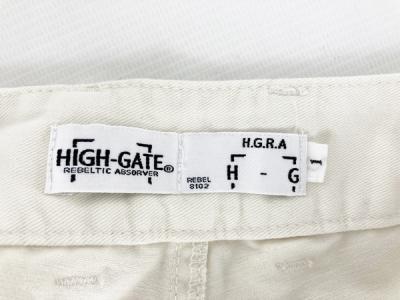 HIGH-GATE®
REBELTIC ABSORVER
H.G.R.A
REBEL
8102
H - G
1